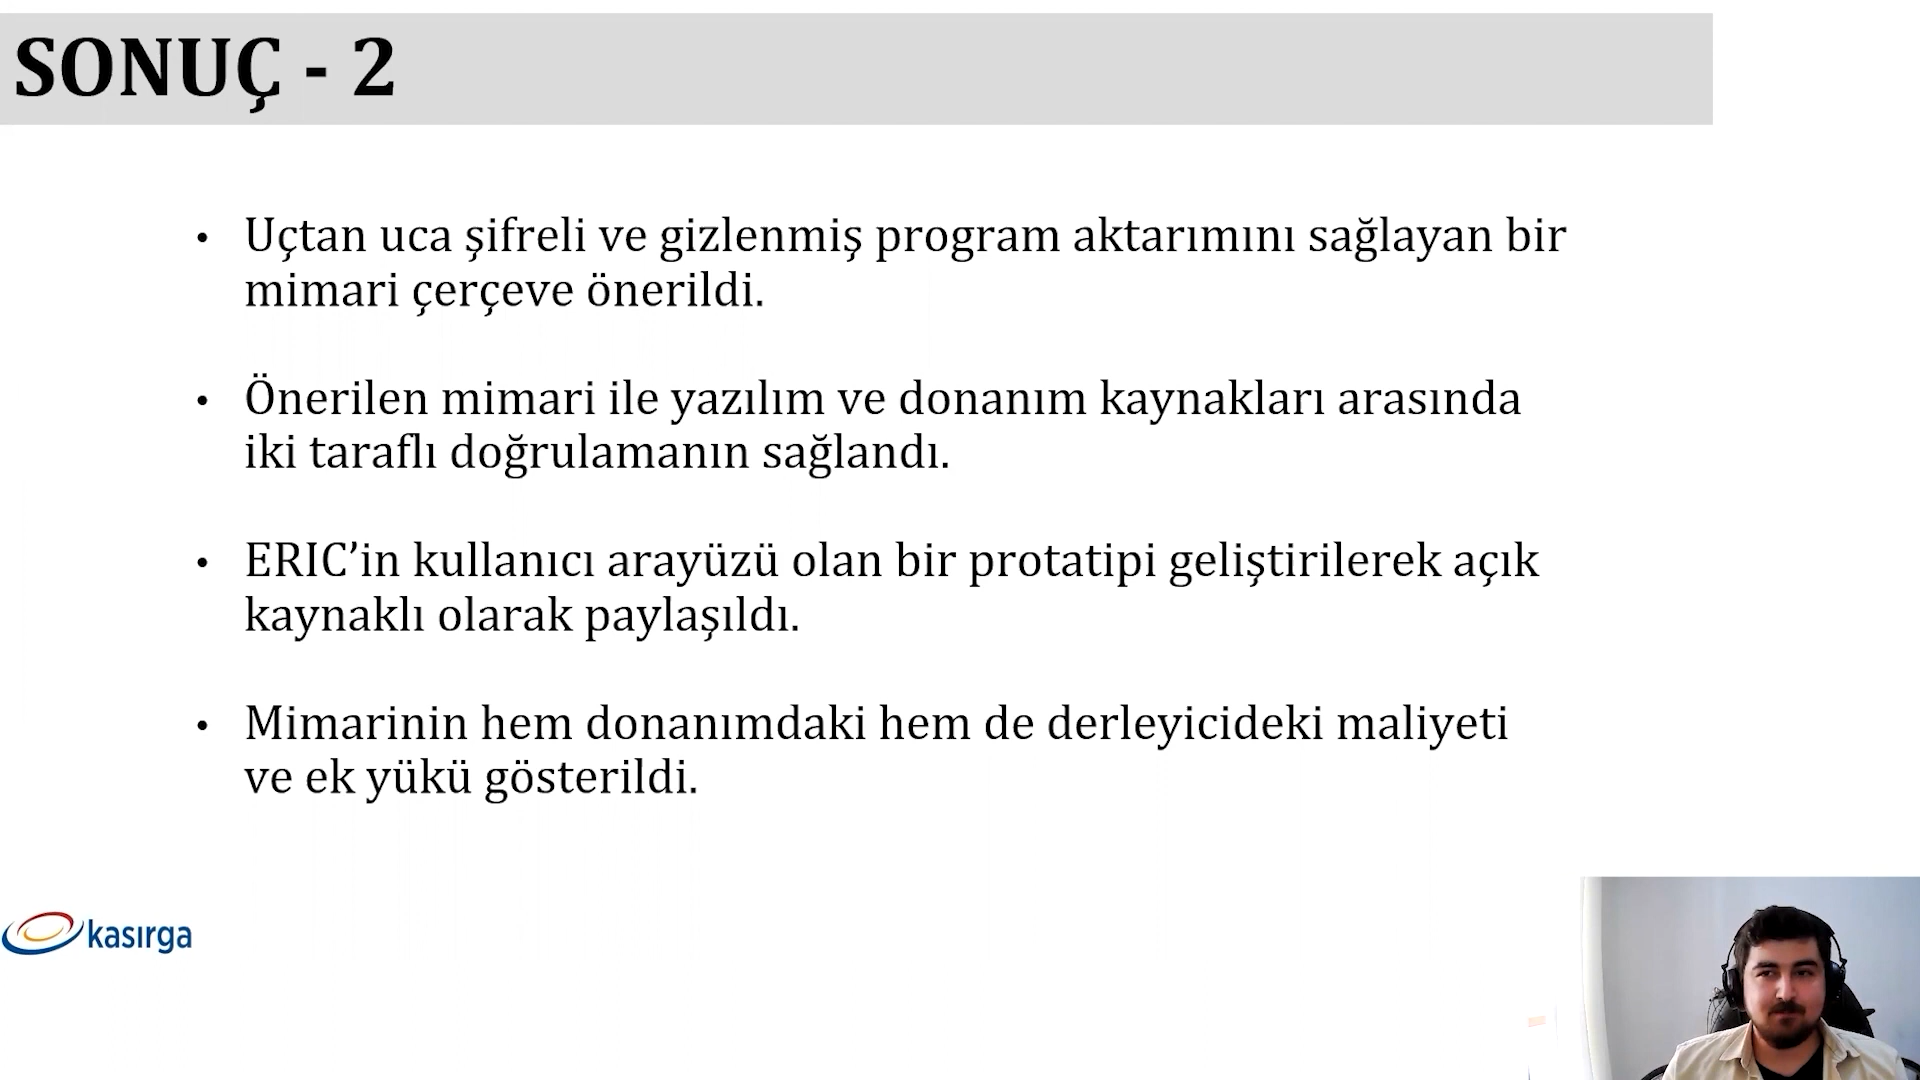 SONUÇ - 2
• Uçtan uca şifreli ve gizlenmiş program aktarımını sağlayan bir
mimari çerçeve önerildi.
• Önerilen mimari ile yazılım ve donanım kaynakları arasında
iki taraflı doğrulamanın sağlandı.
• ERIC’in kullanıcı arayüzü olan bir protatipi geliştirilerek açık
kaynaklı olarak paylaşıldı.
• Mimarinin hem donanımdaki hem de derleyicideki maliyeti
ve ek yükü gösterildi.
kasırga